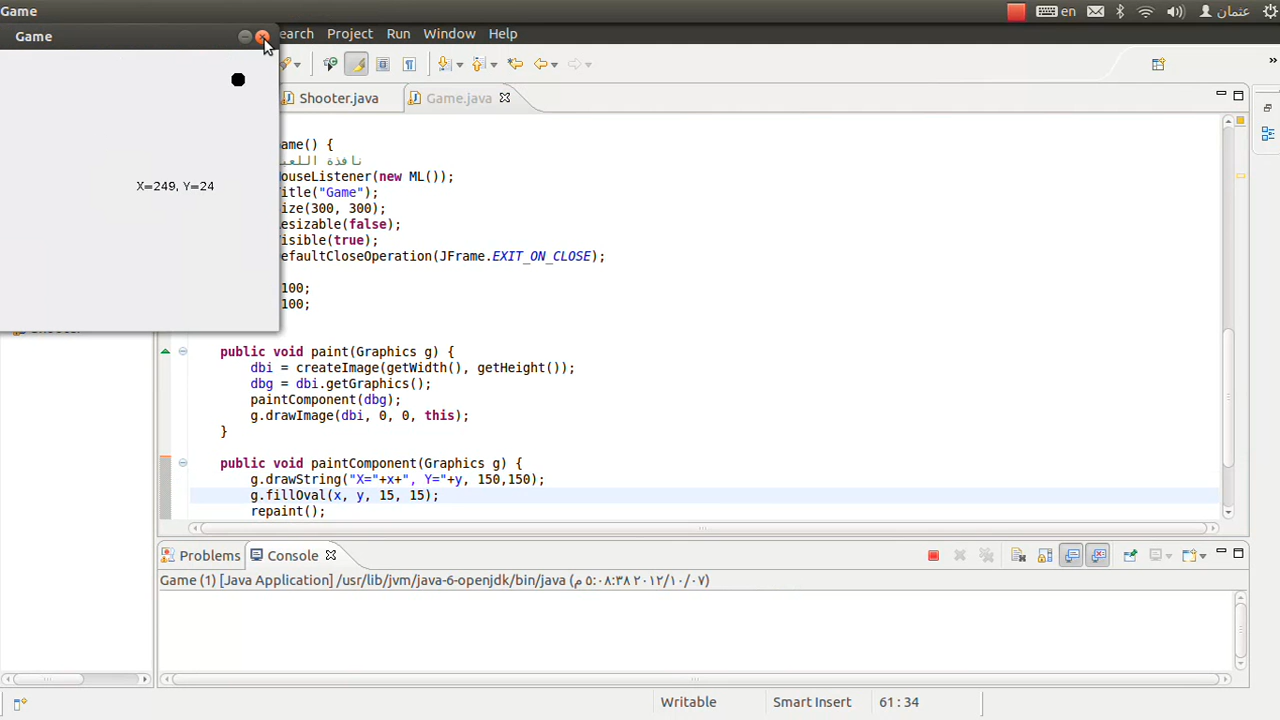 Game
en
عثمان
Game
earch Project Run Window Help
Shooter.java
Game.java
ame() {
نافذة اللعب
ouseListener(new ML());
itle("Game");
ize(300, 300);
esizable(false);
isible(true);
efaultCloseOperation(JFrame.EXIT_ON_CLOSE);
100;
100;
X=249, Y=24
public void paint(Graphics g) {
dbi = createImage(getWidth(), getHeight());
dbg = dbi.getGraphics();
paintComponent(dbg);
g.drawImage(dbi, 0, 0, this);
}
public void paintComponent(Graphics g) {
g.drawString("X="+x+", Y="+y, 150,150);
g.fillOval(x, y, 15, 15);
repaint();
Problems
Console
Game (1) [Java Application] /usr/lib/jvm/java-6-openjdk/bin/java (٢٠١٢/١٠/٠٧ ٥:٠٨:٣٨ م)
Writable
Smart Insert
61 : 34